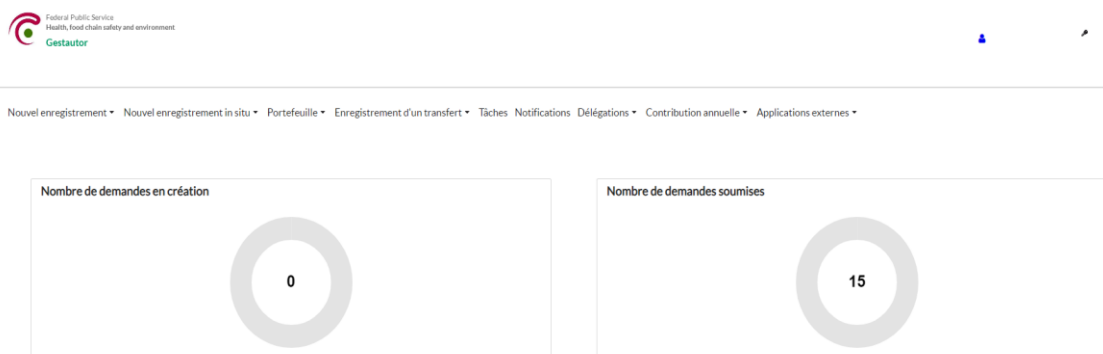 Federal Public Service
Health, food chain safety and environment
Gestautor
Nouvel enregistrement Nouvel enregistrement in situ Portefeuille Enregistrement d'un transfert Tâches Notifications Délégations Contribution annuelle Applications externes
Nombre de demandes en création
0
Nombre de demandes soumises
15